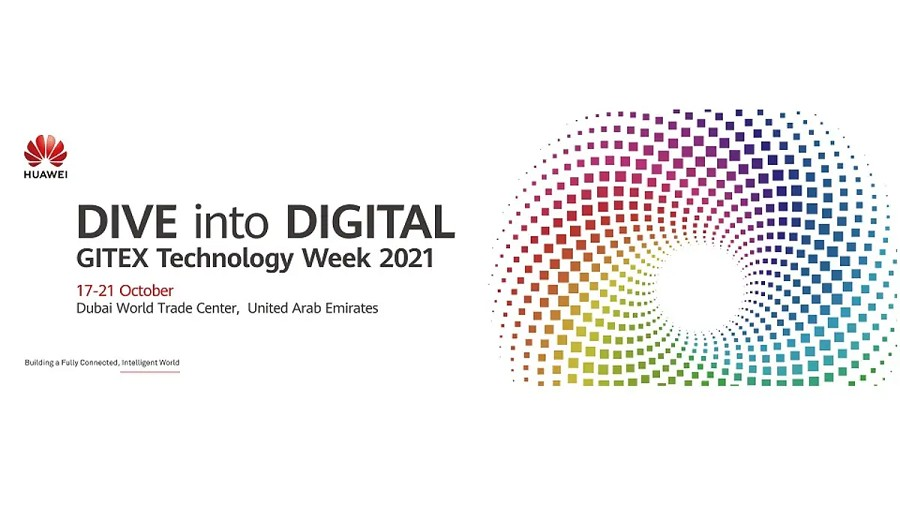 HUAWEI
DIVE into DIGITAL
GITEX Technology Week 2021
17-21 October
Dubai World Trade Center, United Arab Emirates
Building a Fully Connected, Intelligent World